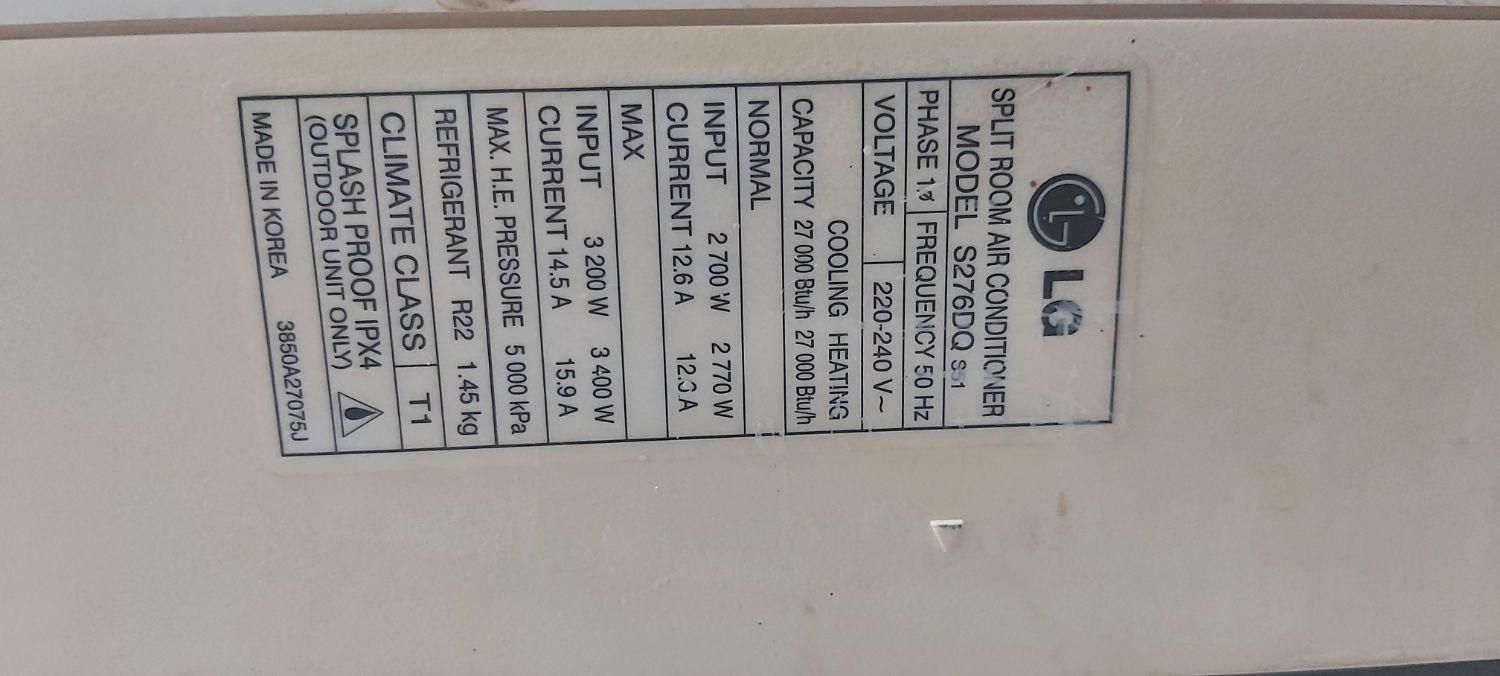 LG
SPLIT ROOM AIR CONDITIONER
MODEL S276DQ S51
PHASE 1 FREQUENCY 50 Hz
VOLTAGE 220-240 V~
COOLING HEATING
CAPACITY 27 000 Btu/h 27 000 Btu/h
NORMAL
INPUT 2 700 W 2 770 W
CURRENT 12.6 A
MAX
INPUT 3 200 W 3 400 W
CURRENT 14.5 A 15.9 A
MAX. H.E. PRESSURE 5 000 kPa
REFRIGERANT R22 1.45 kg
CLIMATE CLASS T1
SPLASH PROOF IPX4
(OUTDOOR UNIT ONLY)
MADE IN KOREA 3850A27075J